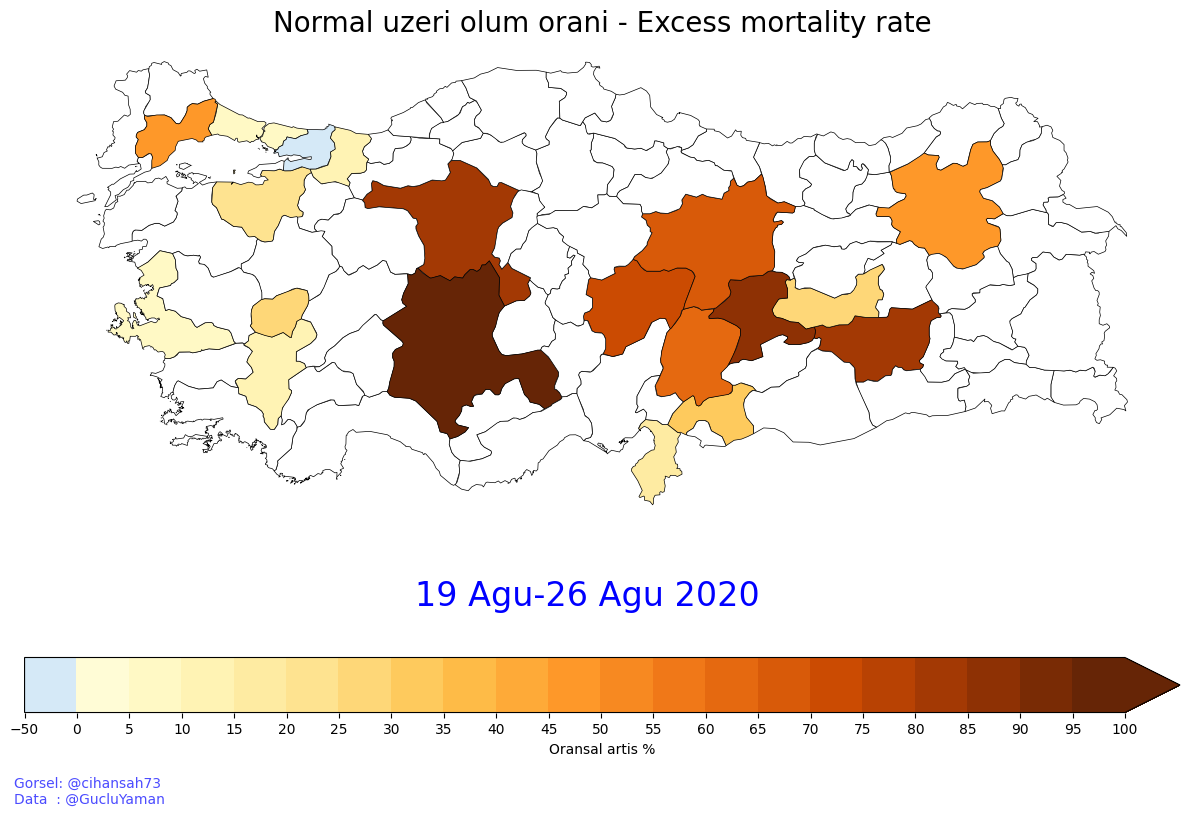 Normal uzeri olum orani - Excess mortality rate
19 Agu-26 Agu 2020
−50 0 5 10 15 20 25 30 35 40 45 50 55 60 65 70 75 80 85 90 95 100
Oransal artis %
Gorsel: @cihansah73
Data  : @GucluYaman